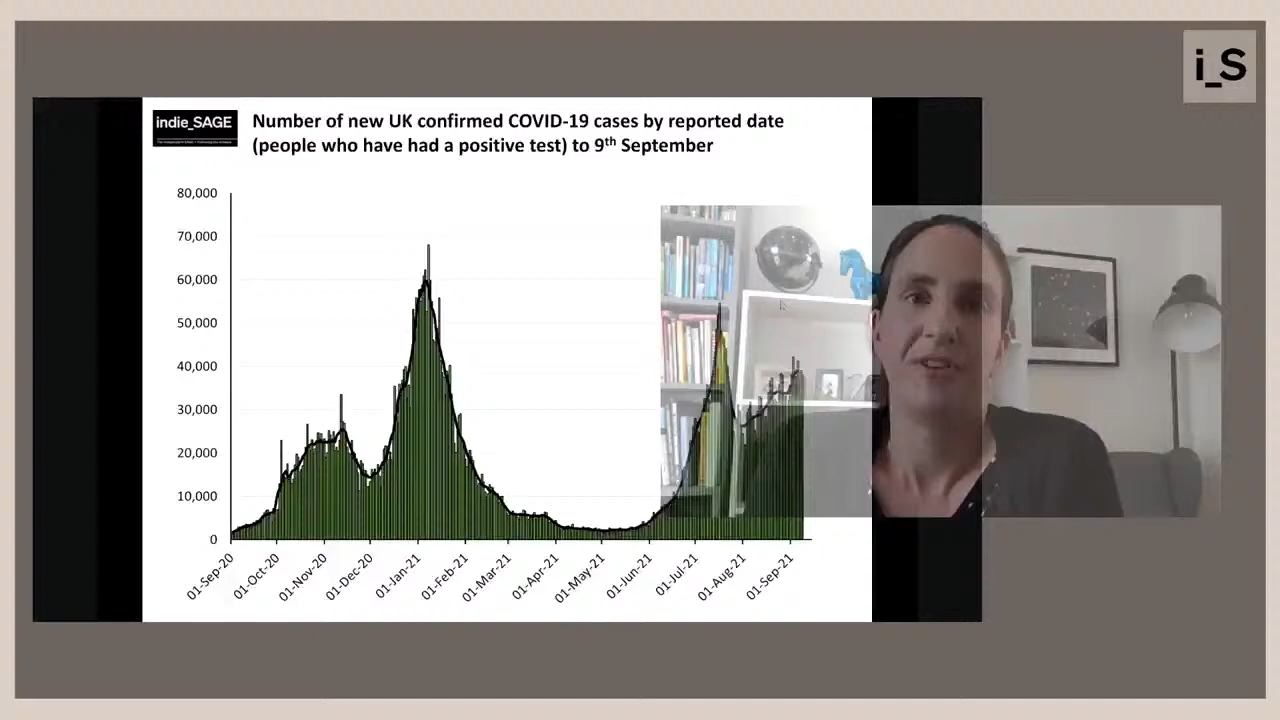 i_S
indie_SAGE
Number of new UK confirmed COVID-19 cases by reported date
(people who have had a positive test) to 9th September
80,000
70,000
60,000
50,000
40,000
30,000
20,000
10,000
0
01-Sep-20
01-Oct-20
01-Nov-20
01-Dec-20
01-Jan-21
01-Feb-21
01-Mar-21
01-Apr-21
01-May-21
01-Jun-21
01-Jul-21
01-Aug-21
01-Sep-21